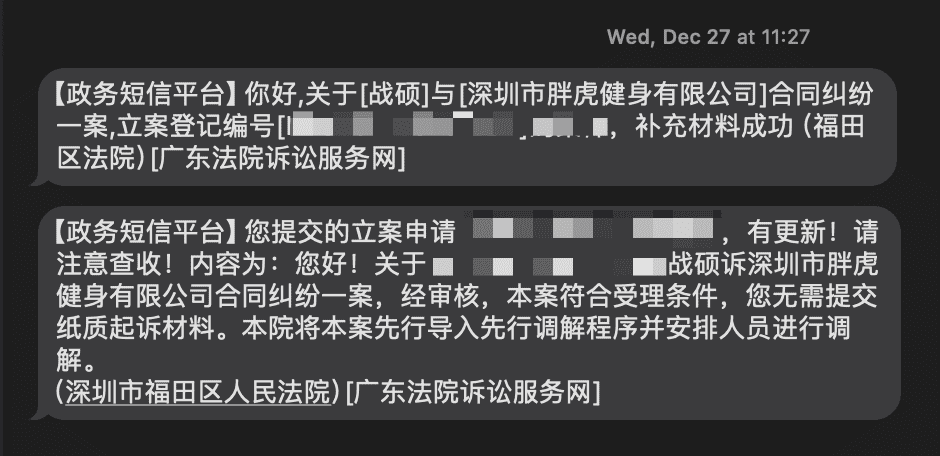 Wed, Dec 27 at 11:27
【政务短信平台】你好,关于[战硕]与[深圳市胖虎健身有限公司]合同纠纷
一案,立案登记编号[ ，补充材料成功（福田
区法院）[广东法院诉讼服务网]
【政务短信平台】您提交的立案申请 ，有更新！请
注意查收！内容为：您好！关于 战硕诉深圳市胖虎
健身有限公司合同纠纷一案，经审核，本案符合受理条件，您无需提交
纸质起诉材料。本院将本案先行导入先行调解程序并安排人员进行调
解。
（深圳市福田区人民法院）[广东法院诉讼服务网]